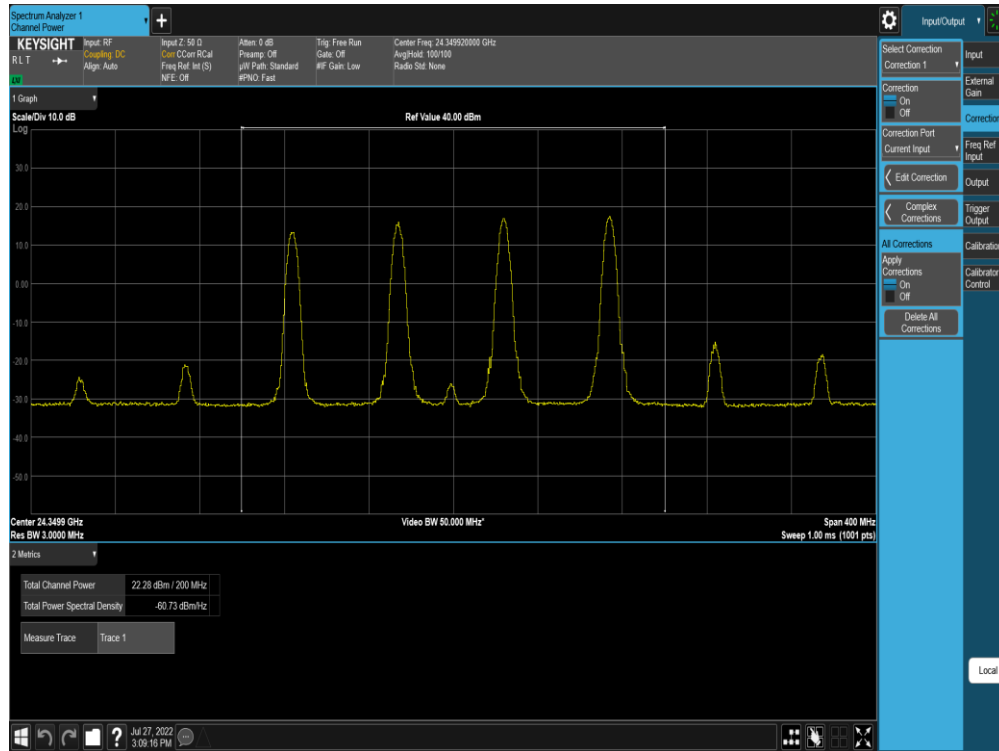 Spectrum Analyzer 1
Channel Power
+
Input/Output
KEYSIGHT
R L T
LW
Input: RF
Coupling: DC
Align: Auto
Input Z: 50 Ω
Corr CCorr RCal
Freq Ref: Int (S)
NFE: Off
Atten: 0 dB
Preamp: Off
µW Path: Standard
#PNO: Fast
Trig: Free Run
Gate: Off
#IF Gain: Low
Center Freq: 24.349920000 GHz
Avg|Hold: 100/100
Radio Std: None
1 Graph
Scale/Div 10.0 dB
Ref Value 40.00 dBm
Log
30.0
20.0
10.0
0.00
-10.0
-20.0
-30.0
-40.0
-50.0
Center 24.3499 GHz
Video BW 50.000 MHz*
Span 400 MHz
Res BW 3.0000 MHz
Sweep 1.00 ms (1001 pts)
2 Metrics
Total Channel Power 22.28 dBm / 200 MHz
Total Power Spectral Density -60.73 dBm/Hz
Measure Trace Trace 1
Select Correction
Correction 1
Correction
On
Off
Correction Port
Current Input
Edit Correction
Complex
Corrections
All Corrections
Apply
Corrections
On
Off
Delete All
Corrections
Input
External
Gain
Correction
Freq Ref
Input
Output
Trigger
Output
Calibration
Calibrator
Control
Local
?
Jul 27, 2022
3:09:16 PM